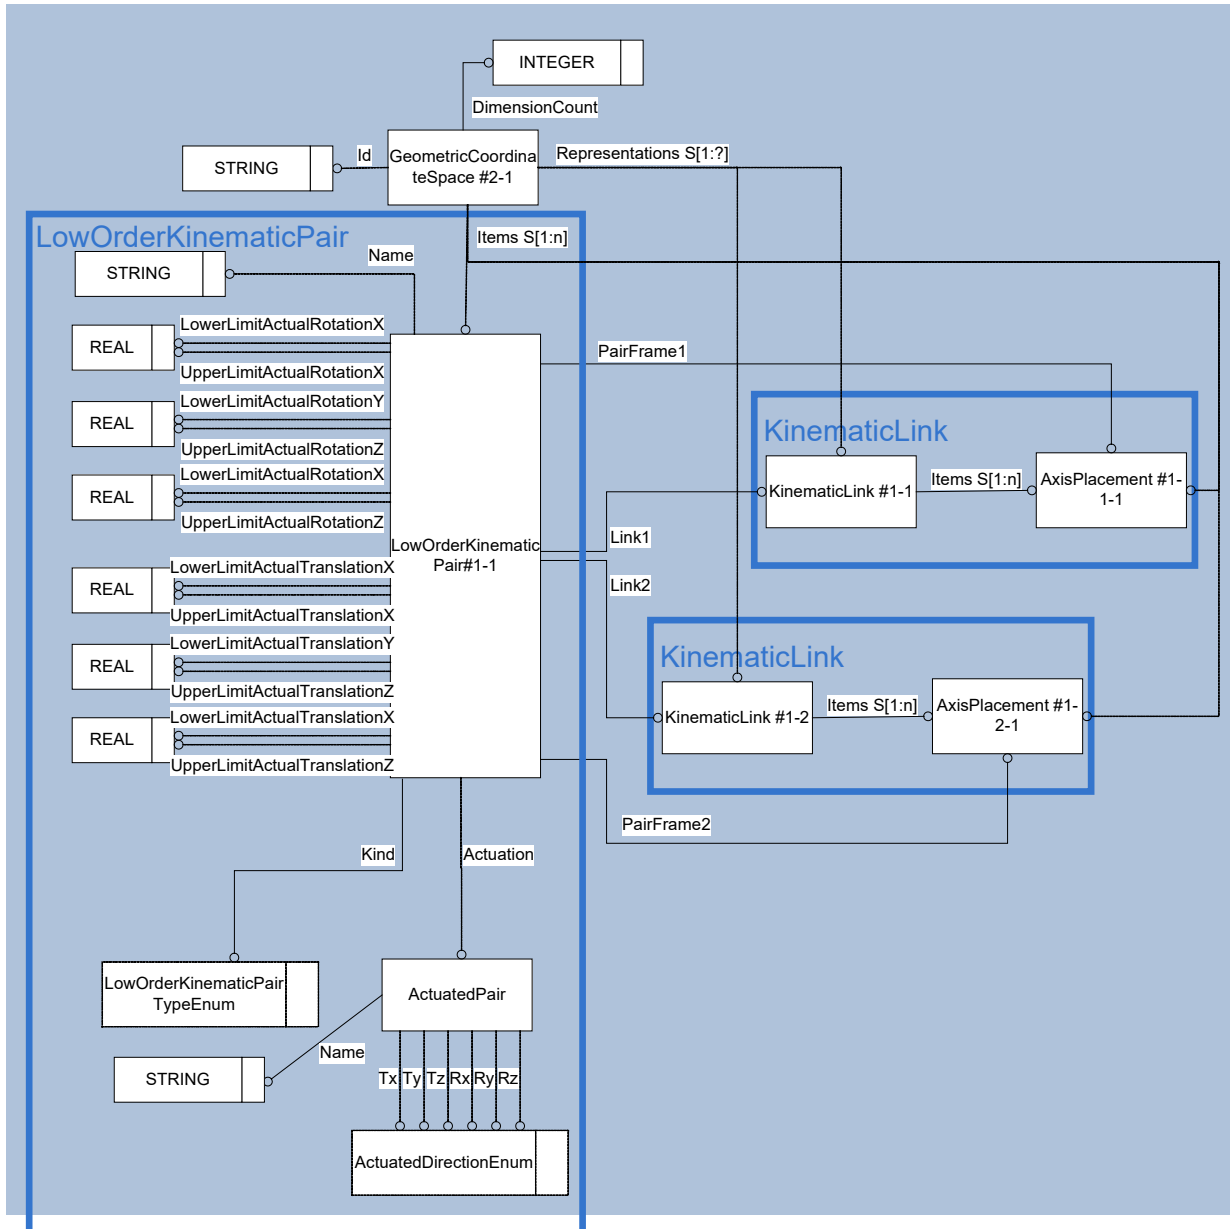 INTEGER
DimensionCount
GeometricCoordina
teSpace #2-1
Id
STRING
Representations S[1:?]
Items S[1:n]
LowOrderKinematicPair
Name
STRING
LowerLimitActualRotationX
REAL
UpperLimitActualRotationX
LowerLimitActualRotationY
REAL
UpperLimitActualRotationZ
LowerLimitActualRotationX
REAL
UpperLimitActualRotationZ
LowerLimitActualTranslationX
REAL
UpperLimitActualTranslationX
LowerLimitActualTranslationY
REAL
UpperLimitActualTranslationZ
LowerLimitActualTranslationX
REAL
UpperLimitActualTranslationZ
LowOrderKinematic
Pair#1-1
PairFrame1
Link1
Link2
PairFrame2
KinematicLink
KinematicLink #1-1
Items S[1:n]
AxisPlacement #1-
1-1
KinematicLink
KinematicLink #1-2
Items S[1:n]
AxisPlacement #1-
2-1
Kind
Actuation
LowOrderKinematicPair
TypeEnum
ActuatedPair
Name
STRING
Tx Ty Tz Rx Ry Rz
ActuatedDirectionEnum